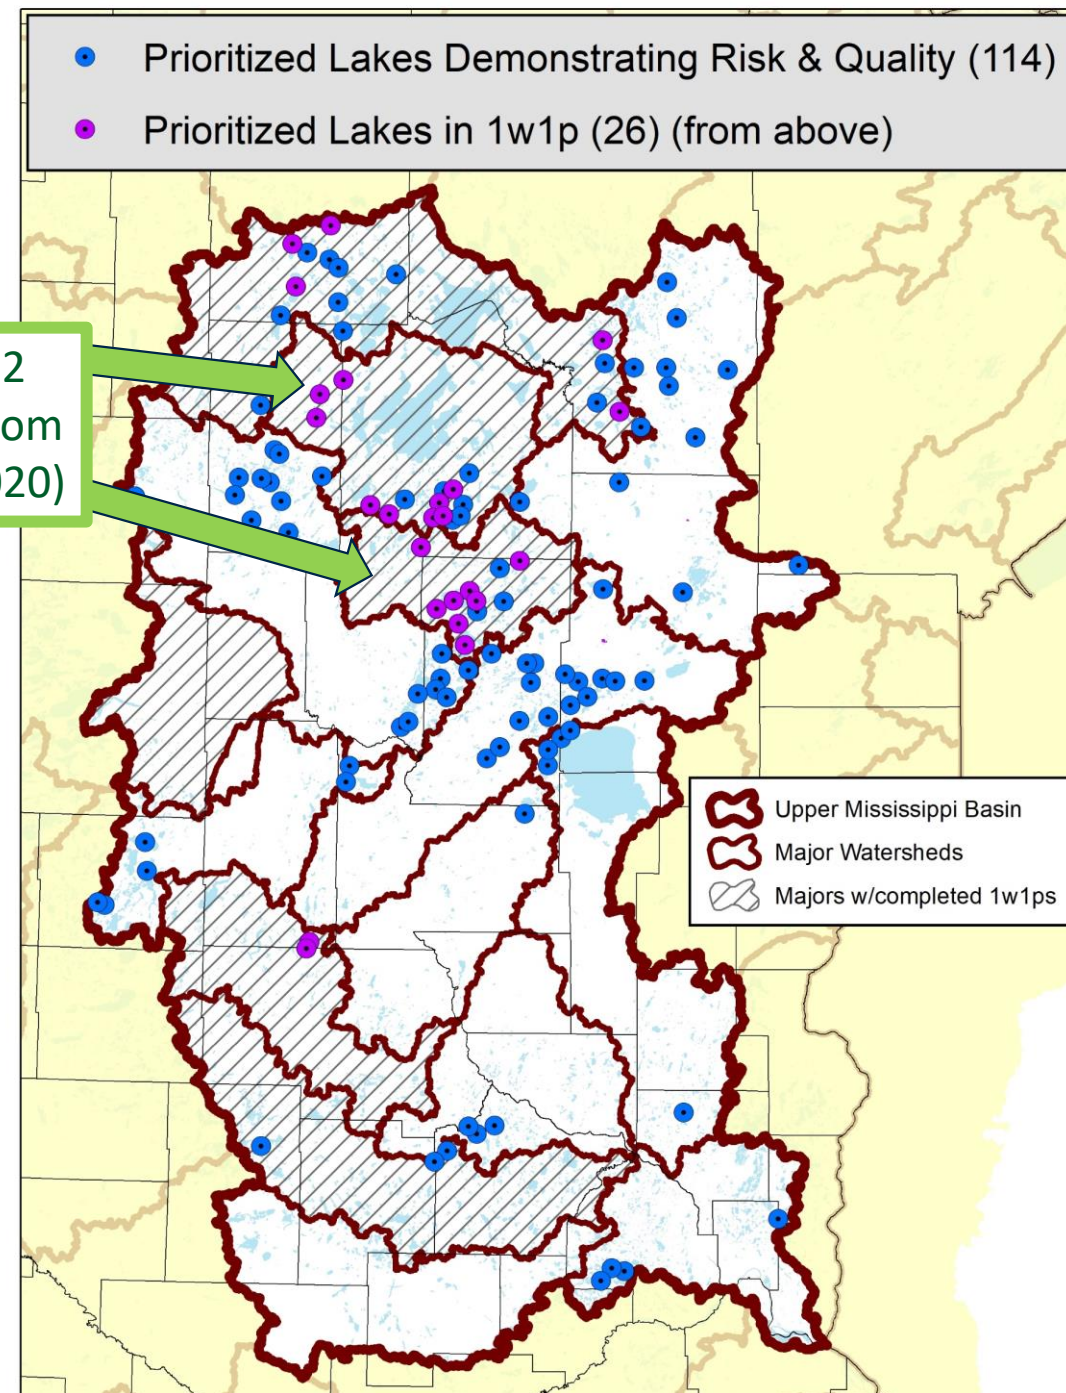 Prioritized Lakes Demonstrating Risk & Quality (114)
Prioritized Lakes in 1w1p (26) (from above)
2
om
20)
Upper Mississippi Basin
Major Watersheds
Majors w/completed 1w1ps